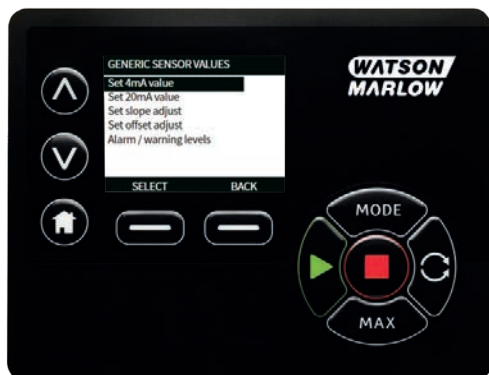 GENERIC SENSOR VALUES
Set 4mA value
Set 20mA value
Set slope adjust
Set offset adjust
Alarm / warning levels
SELECT BACK
WATSON
MARLOW
MODE
MAX